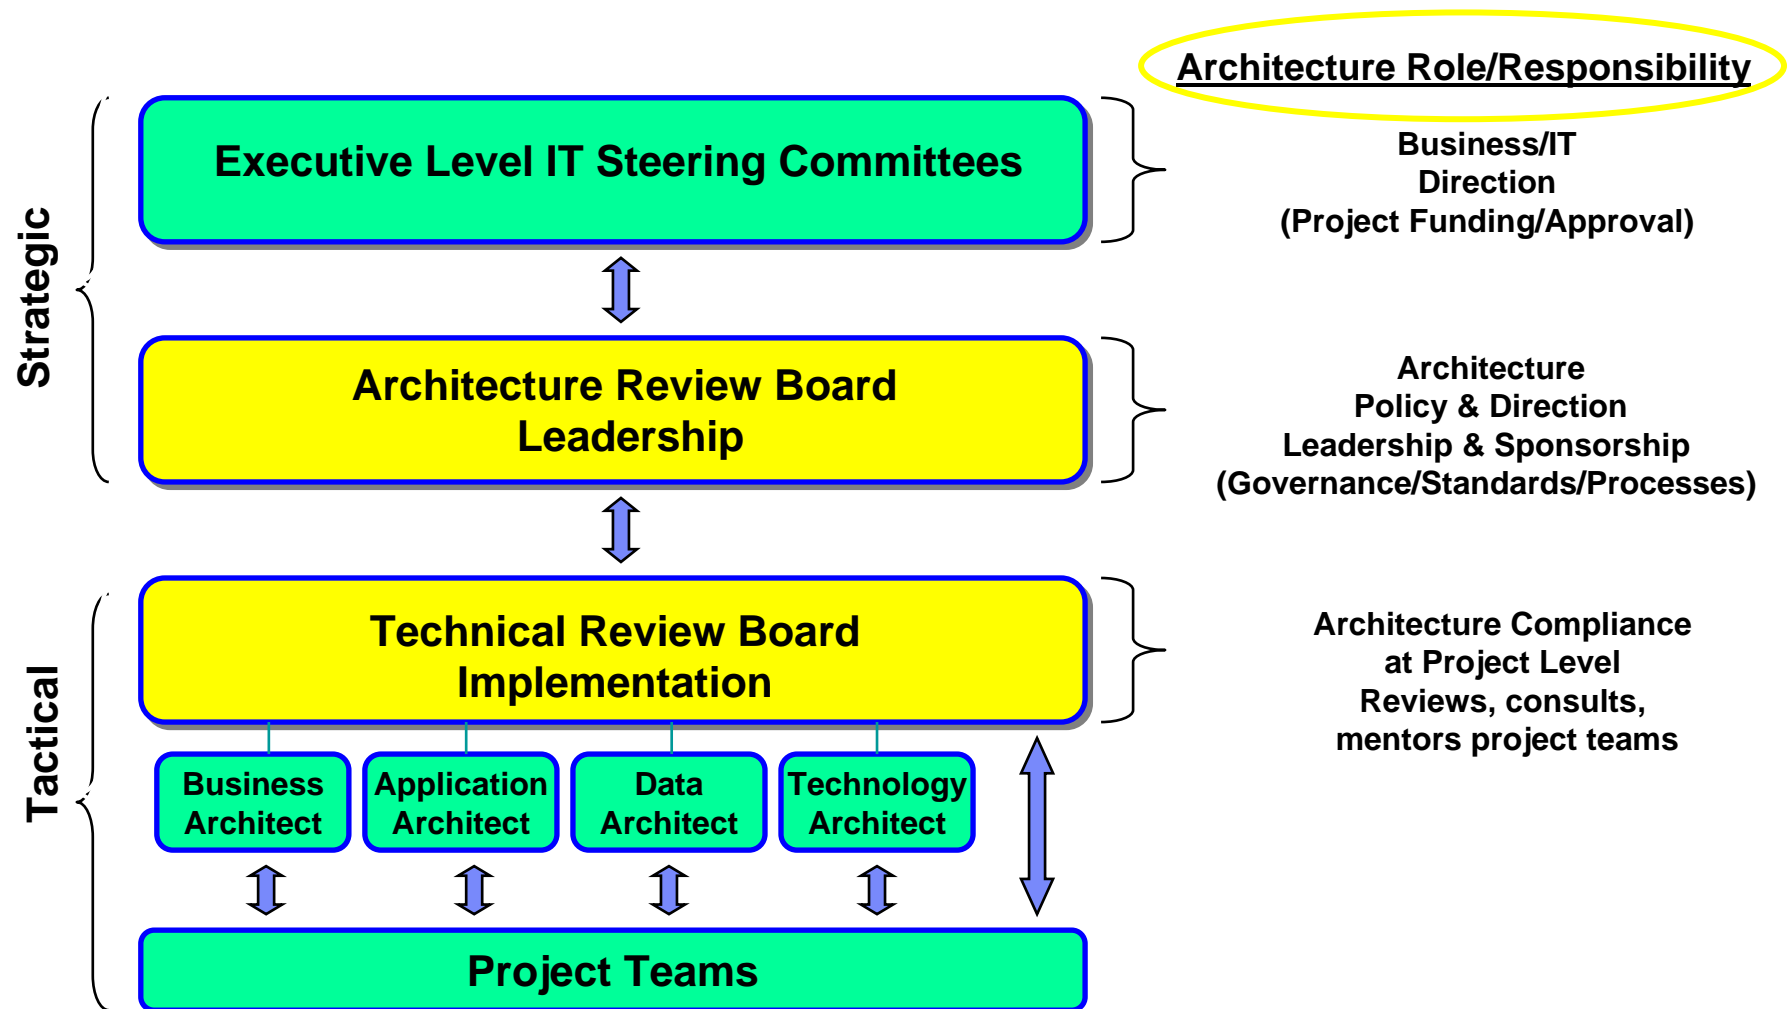 Architecture Role/Responsibility
Strategic
Executive Level IT Steering Committees
Business/IT
Direction
(Project Funding/Approval)
Architecture Review Board
Leadership
Architecture
Policy & Direction
Leadership & Sponsorship
(Governance/Standards/Processes)
Tactical
Technical Review Board
Implementation
Architecture Compliance
at Project Level
Reviews, consults,
mentors project teams
Business
Architect
Application
Architect
Data
Architect
Technology
Architect
Project Teams